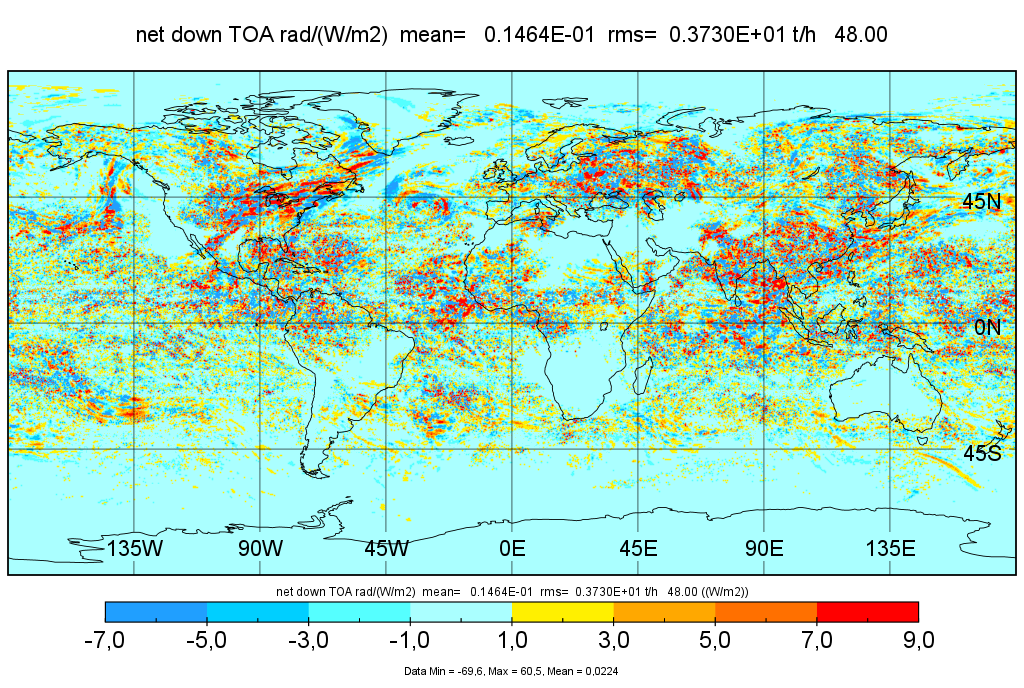 net down TOA rad/(W/m2) mean= 0.1464E-01 rms= 0.3730E+01 t/h 48.00
45N
0N
45S
135W 90W 45W 0E 45E 90E 135E
net down TOA rad/(W/m2) mean= 0.1464E-01 rms= 0.3730E+01 t/h 48.00 ((W/m2))
-7,0 -5,0 -3,0 -1,0 1,0 3,0 5,0 7,0 9,0
Data Min = -69,6, Max = 60,5, Mean = 0,0224